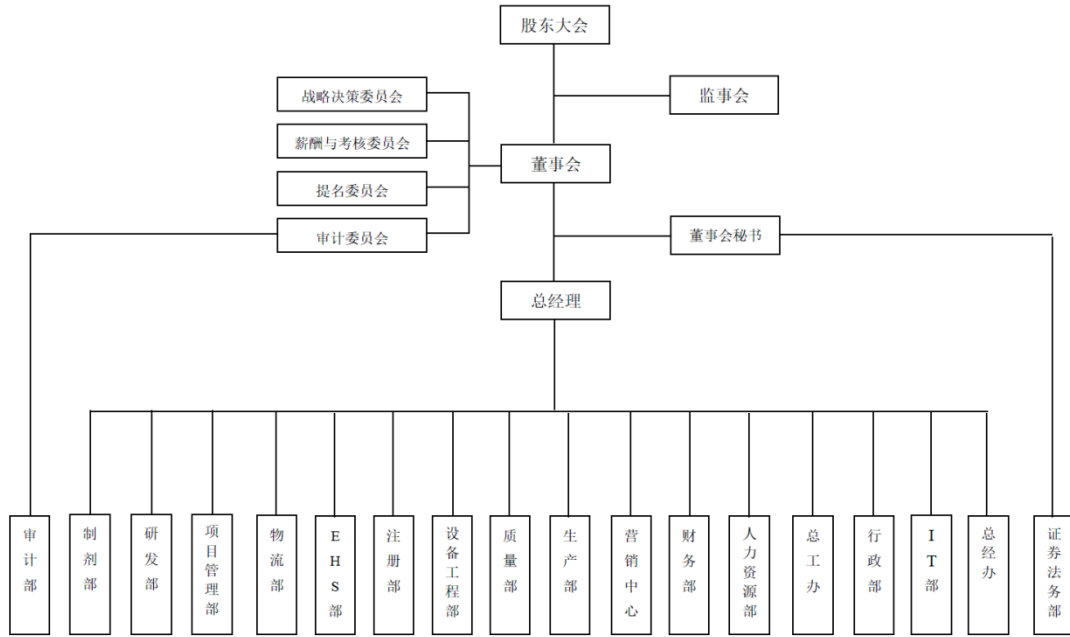 股东大会
监事会
战略决策委员会
薪酬与考核委员会
董事会
提名委员会
审计委员会
董事会秘书
总经理
审计部
制剂部
研发部
项目管理部
物流部
EHS部
注册部
设备工程部
质量部
生产部
营销中心
财务部
人力资源部
总工办
行政部
IT部
总经办
证券法务部